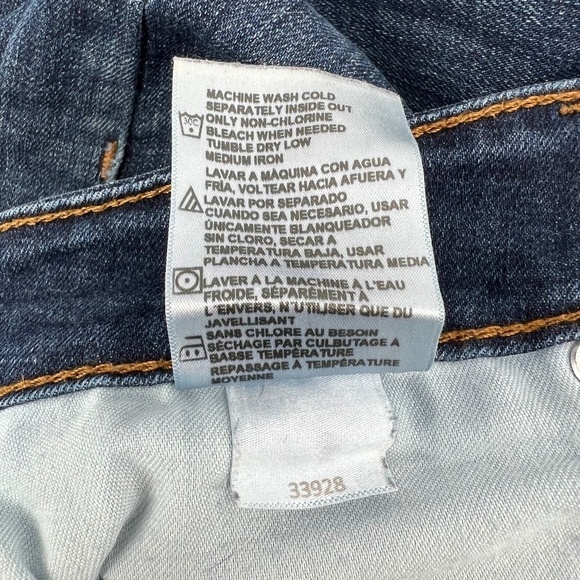 MACHINE WASH COLD
SEPARATELY INSIDE OUT
30C ONLY NON-CHLORINE
BLEACH WHEN NEEDED
TUMBLE DRY LOW
MEDIUM IRON
LAVAR A MÀQUINA CON AGUA
FRÍA, VOLTEAR HACIA AFUERA Y
LAVAR POR SEPARADO
CUANDO SEA NECESARIO, USAR
ÚNICAMENTE BLANQUEADOR
SIN CLORO, SECAR A
TEMPERATURA BAJA, USAR
PLANCHA A TEMPERATURA MEDIA
LAVER À LA MACHINE À L'EAU
FROIDE, SÉPARÉMENT À
L'ENVERS, N'UTILISER QUE DU
JAVELLISANT
SANS CHLORE AU BESOIN
SÉCHAGE PAR CULBUTAGE À
BASSE TEMPÉRATURE
REPASSAGE À TEMPÉRATURE
MOYENNE
33928